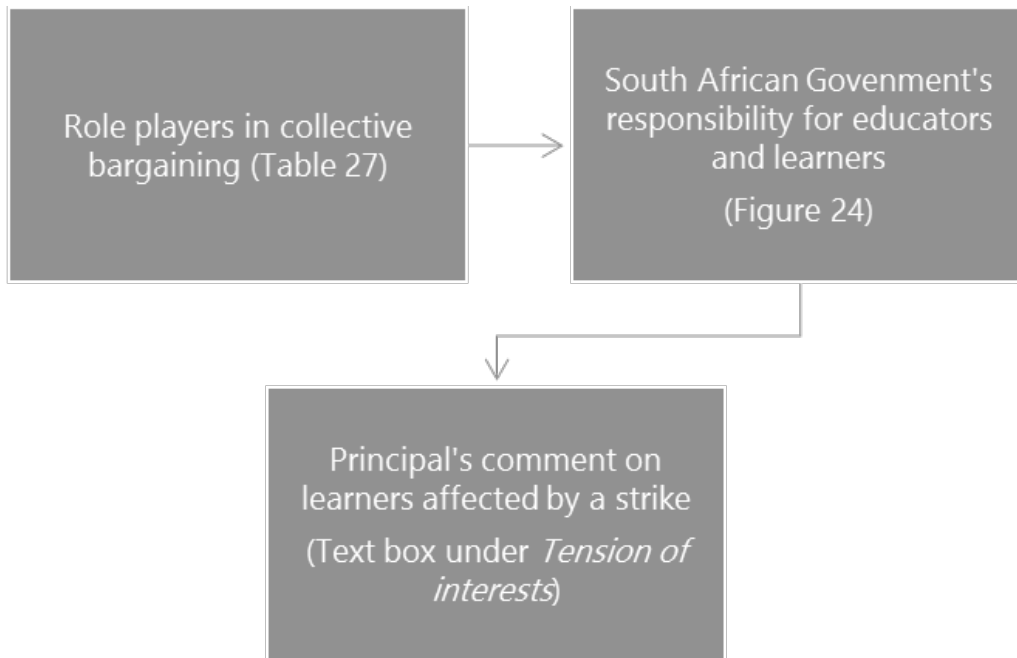 Role players in collective
bargaining (Table 27)
South African Govenment's
responsibility for educators
and learners
(Figure 24)
Principal's comment on
learners affected by a strike
(Text box under Tension of
interests)